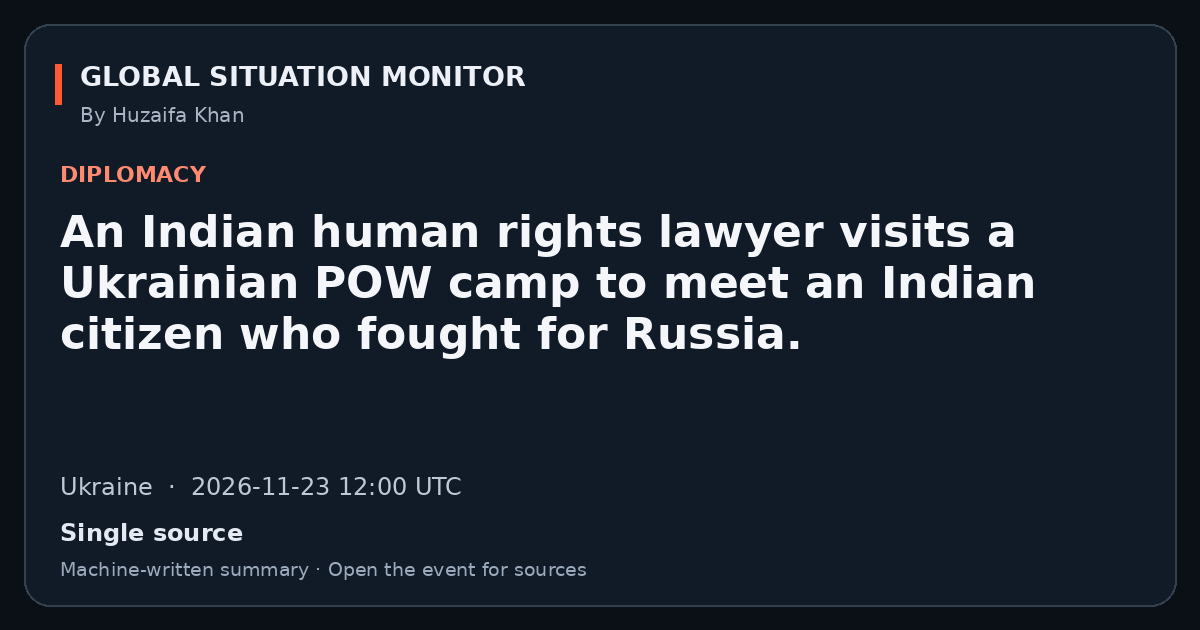 GLOBAL SITUATION MONITOR
By Huzaifa Khan
DIPLOMACY
An Indian human rights lawyer visits a
Ukrainian POW camp to meet an Indian
citizen who fought for Russia.
Ukraine · 2026-11-23 12:00 UTC
Single source
Machine-written summary · Open the event for sources